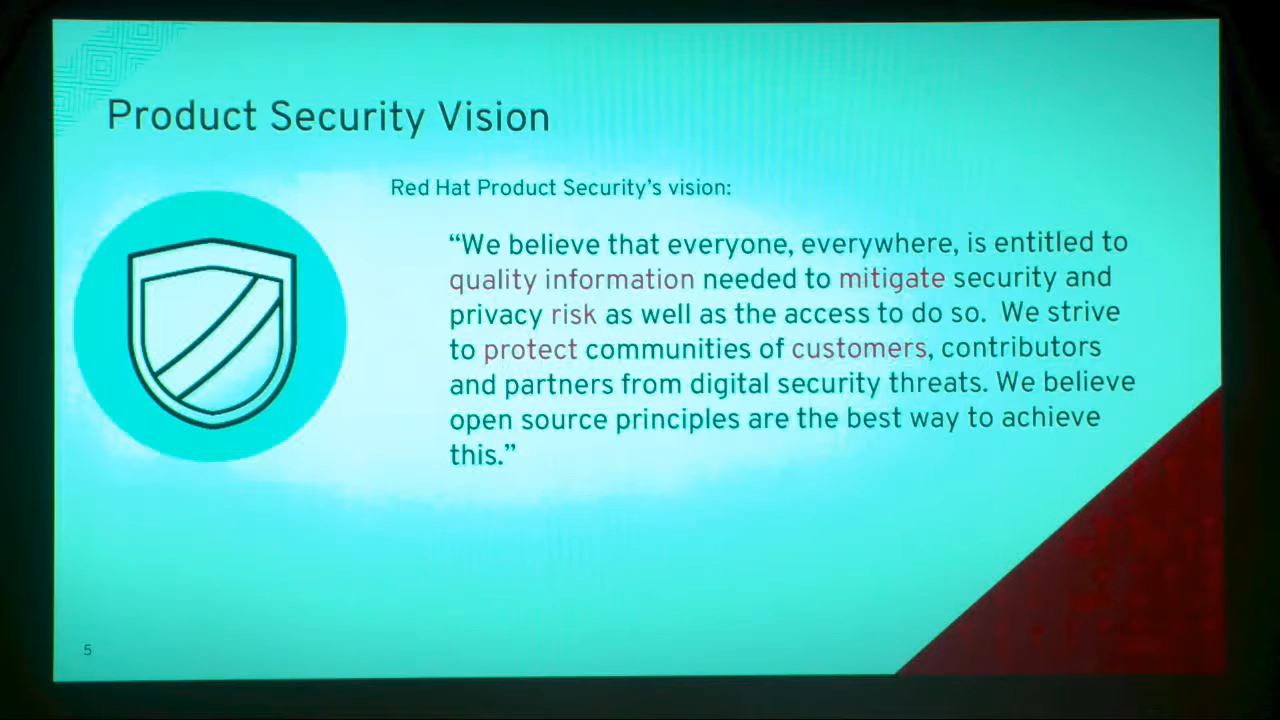 Product Security Vision
Red Hat Product Security's vision:
“We believe that everyone, everywhere, is entitled to
quality information needed to mitigate security and
privacy risk as well as the access to do so.  We strive
to protect communities of customers, contributors
and partners from digital security threats. We believe
open source principles are the best way to achieve
this.”
5